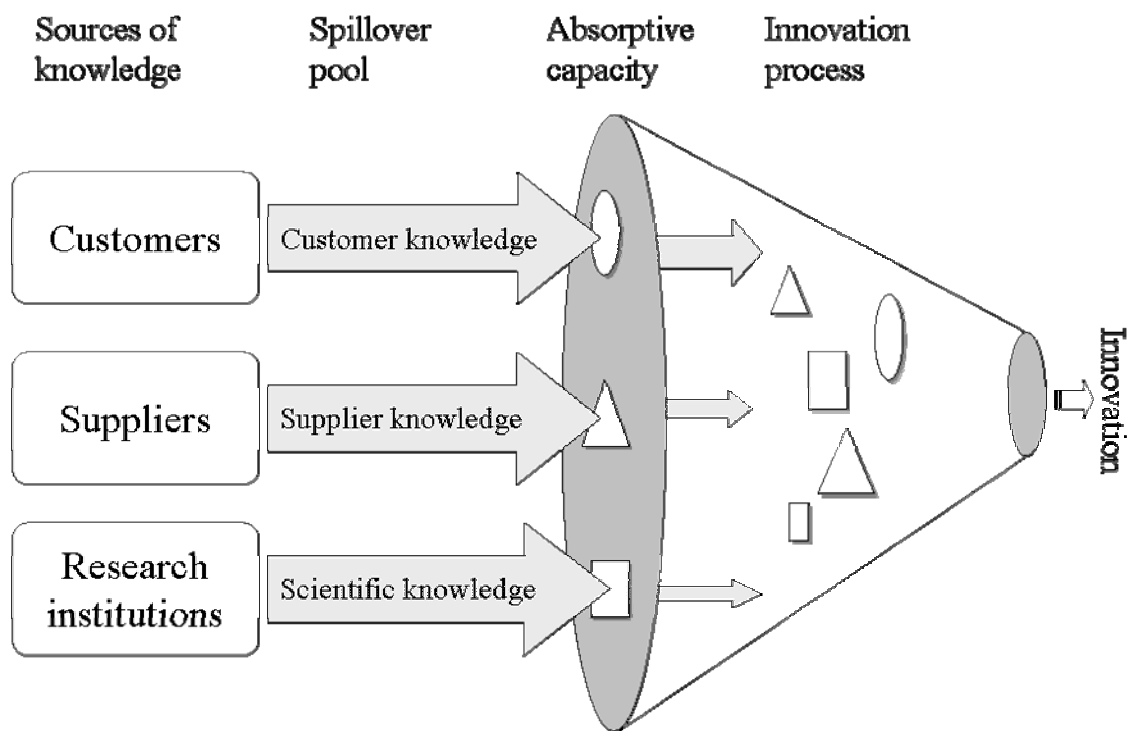 Sources of
knowledge
Spillover
pool
Absorptive
capacity
Innovation
process
Customers
Customer knowledge
Suppliers
Supplier knowledge
Research
institutions
Scientific knowledge
Innovation